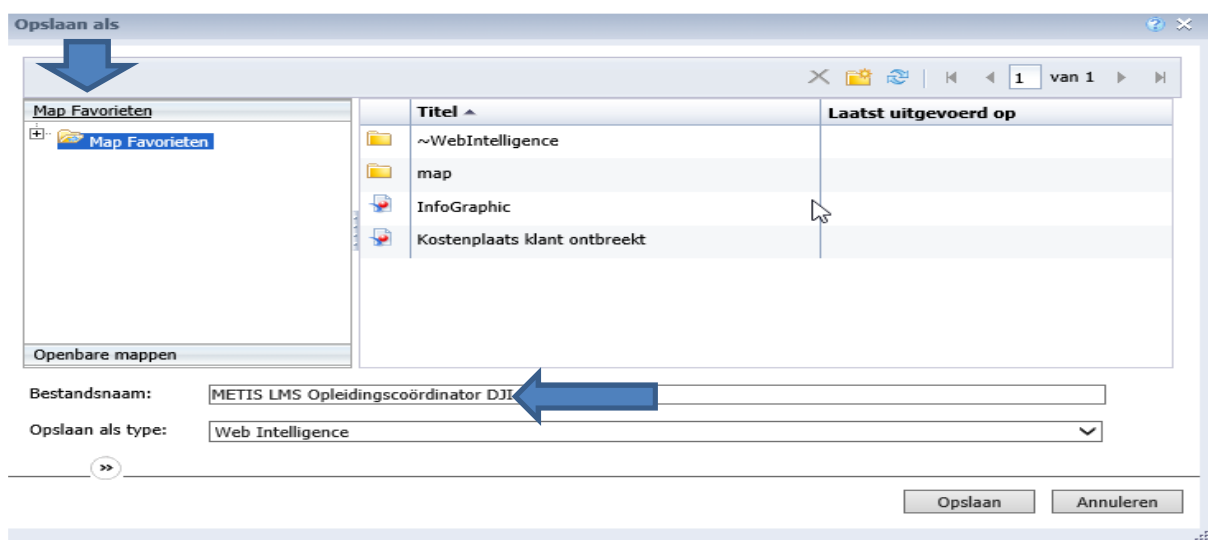 Opslaan als
1 van 1
Map Favorieten
Titel Laatst uitgevoerd op
Map Favorieten
~WebIntelligence
map
InfoGraphic
Kostenplaats klant ontbreekt
Openbare mappen
Bestandsnaam: METIS LMS Opleidingscoördinator DJI
Opslaan als type: Web Intelligence
Opslaan Annuleren